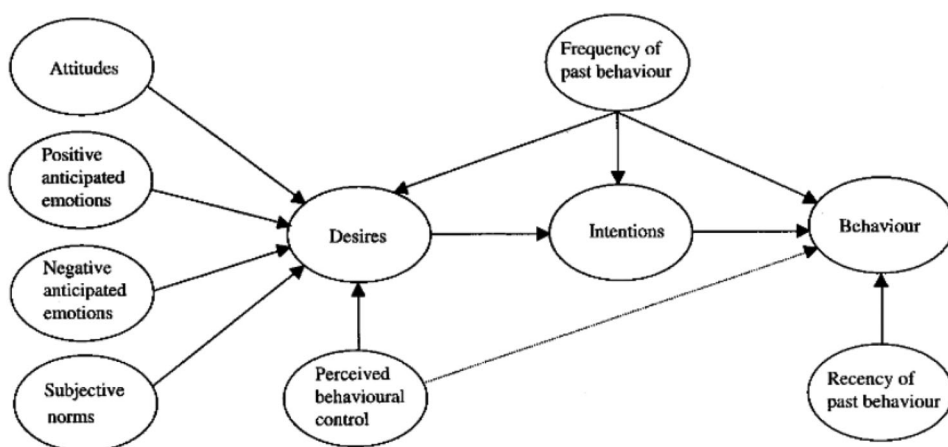 Attitudes
Frequency of
past behaviour
Positive
anticipated
emotions
Desires
Intentions
Behaviour
Negative
anticipated
emotions
Subjective
norms
Perceived
behavioural
control
Recency of
past behaviour